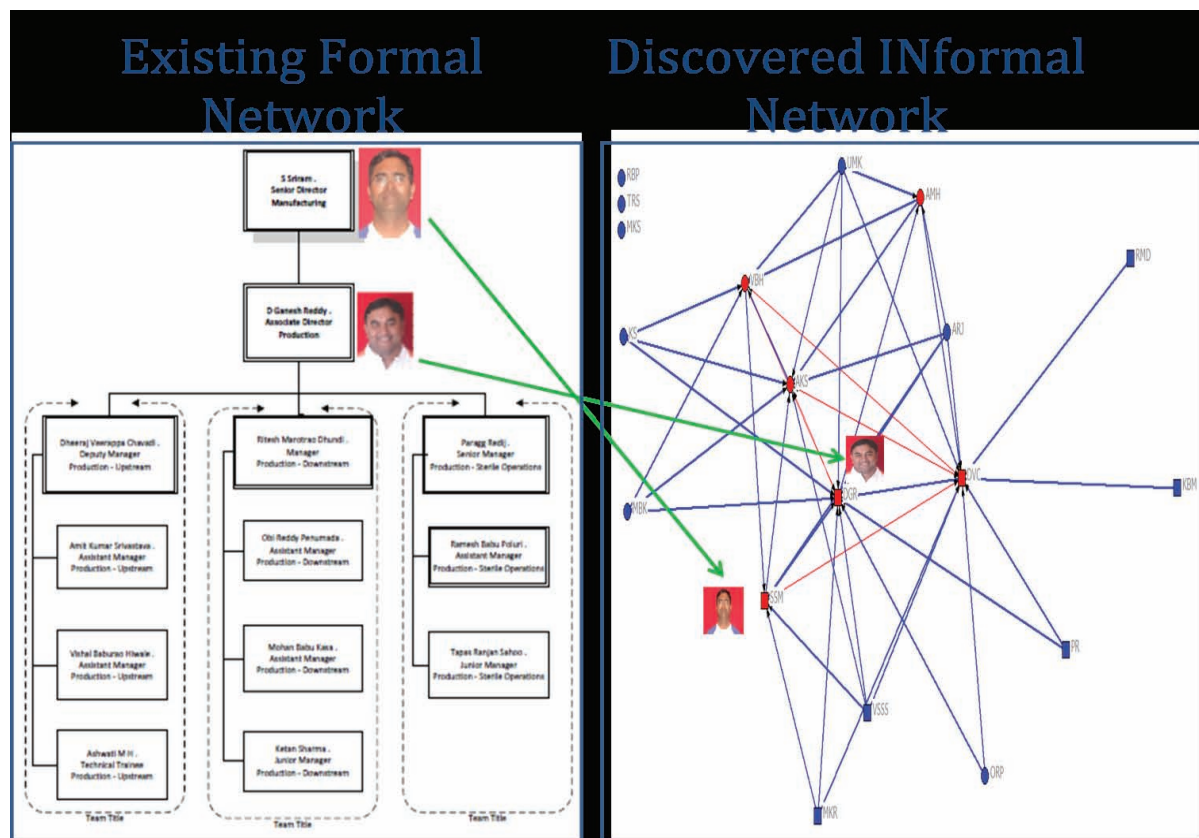 Existing Formal
Network
Discovered INformal
Network
S Sriram .
Senior Director
Manufacturing
D Ganesh Reddy .
Associate Director
Production
Dheeraj Veerappa Chavadi .
Deputy Manager
Production - Upstream
Amit Kumar Srivastava .
Assistant Manager
Production - Upstream
Vishal Baburao Hiwale .
Assistant Manager
Production - Upstream
Ashwati M H .
Technical Trainee
Production - Upstream
Team Title
Ritesh Marotrao Dhundi .
Manager
Production - Downstream
Obi Reddy Penumada .
Assistant Manager
Production - Downstream
Mohan Babu Kasa .
Assistant Manager
Production - Downstream
Ketan Sharma .
Junior Manager
Production - Downstream
Team Title
Paragg Redij .
Senior Manager
Production - Sterile Operations
Ramesh Babu Poluri .
Assistant Manager
Production - Sterile Operations
Tapas Ranjan Sahoo .
Junior Manager
Production - Sterile Operations
Team Title
RBP
TRS
MKS
UMK
AMH
RMD
VBH
KS
ARJ
AKS
MBK
DGR
DVC
KBM
SSM
PR
VSSS
ORP
MKR